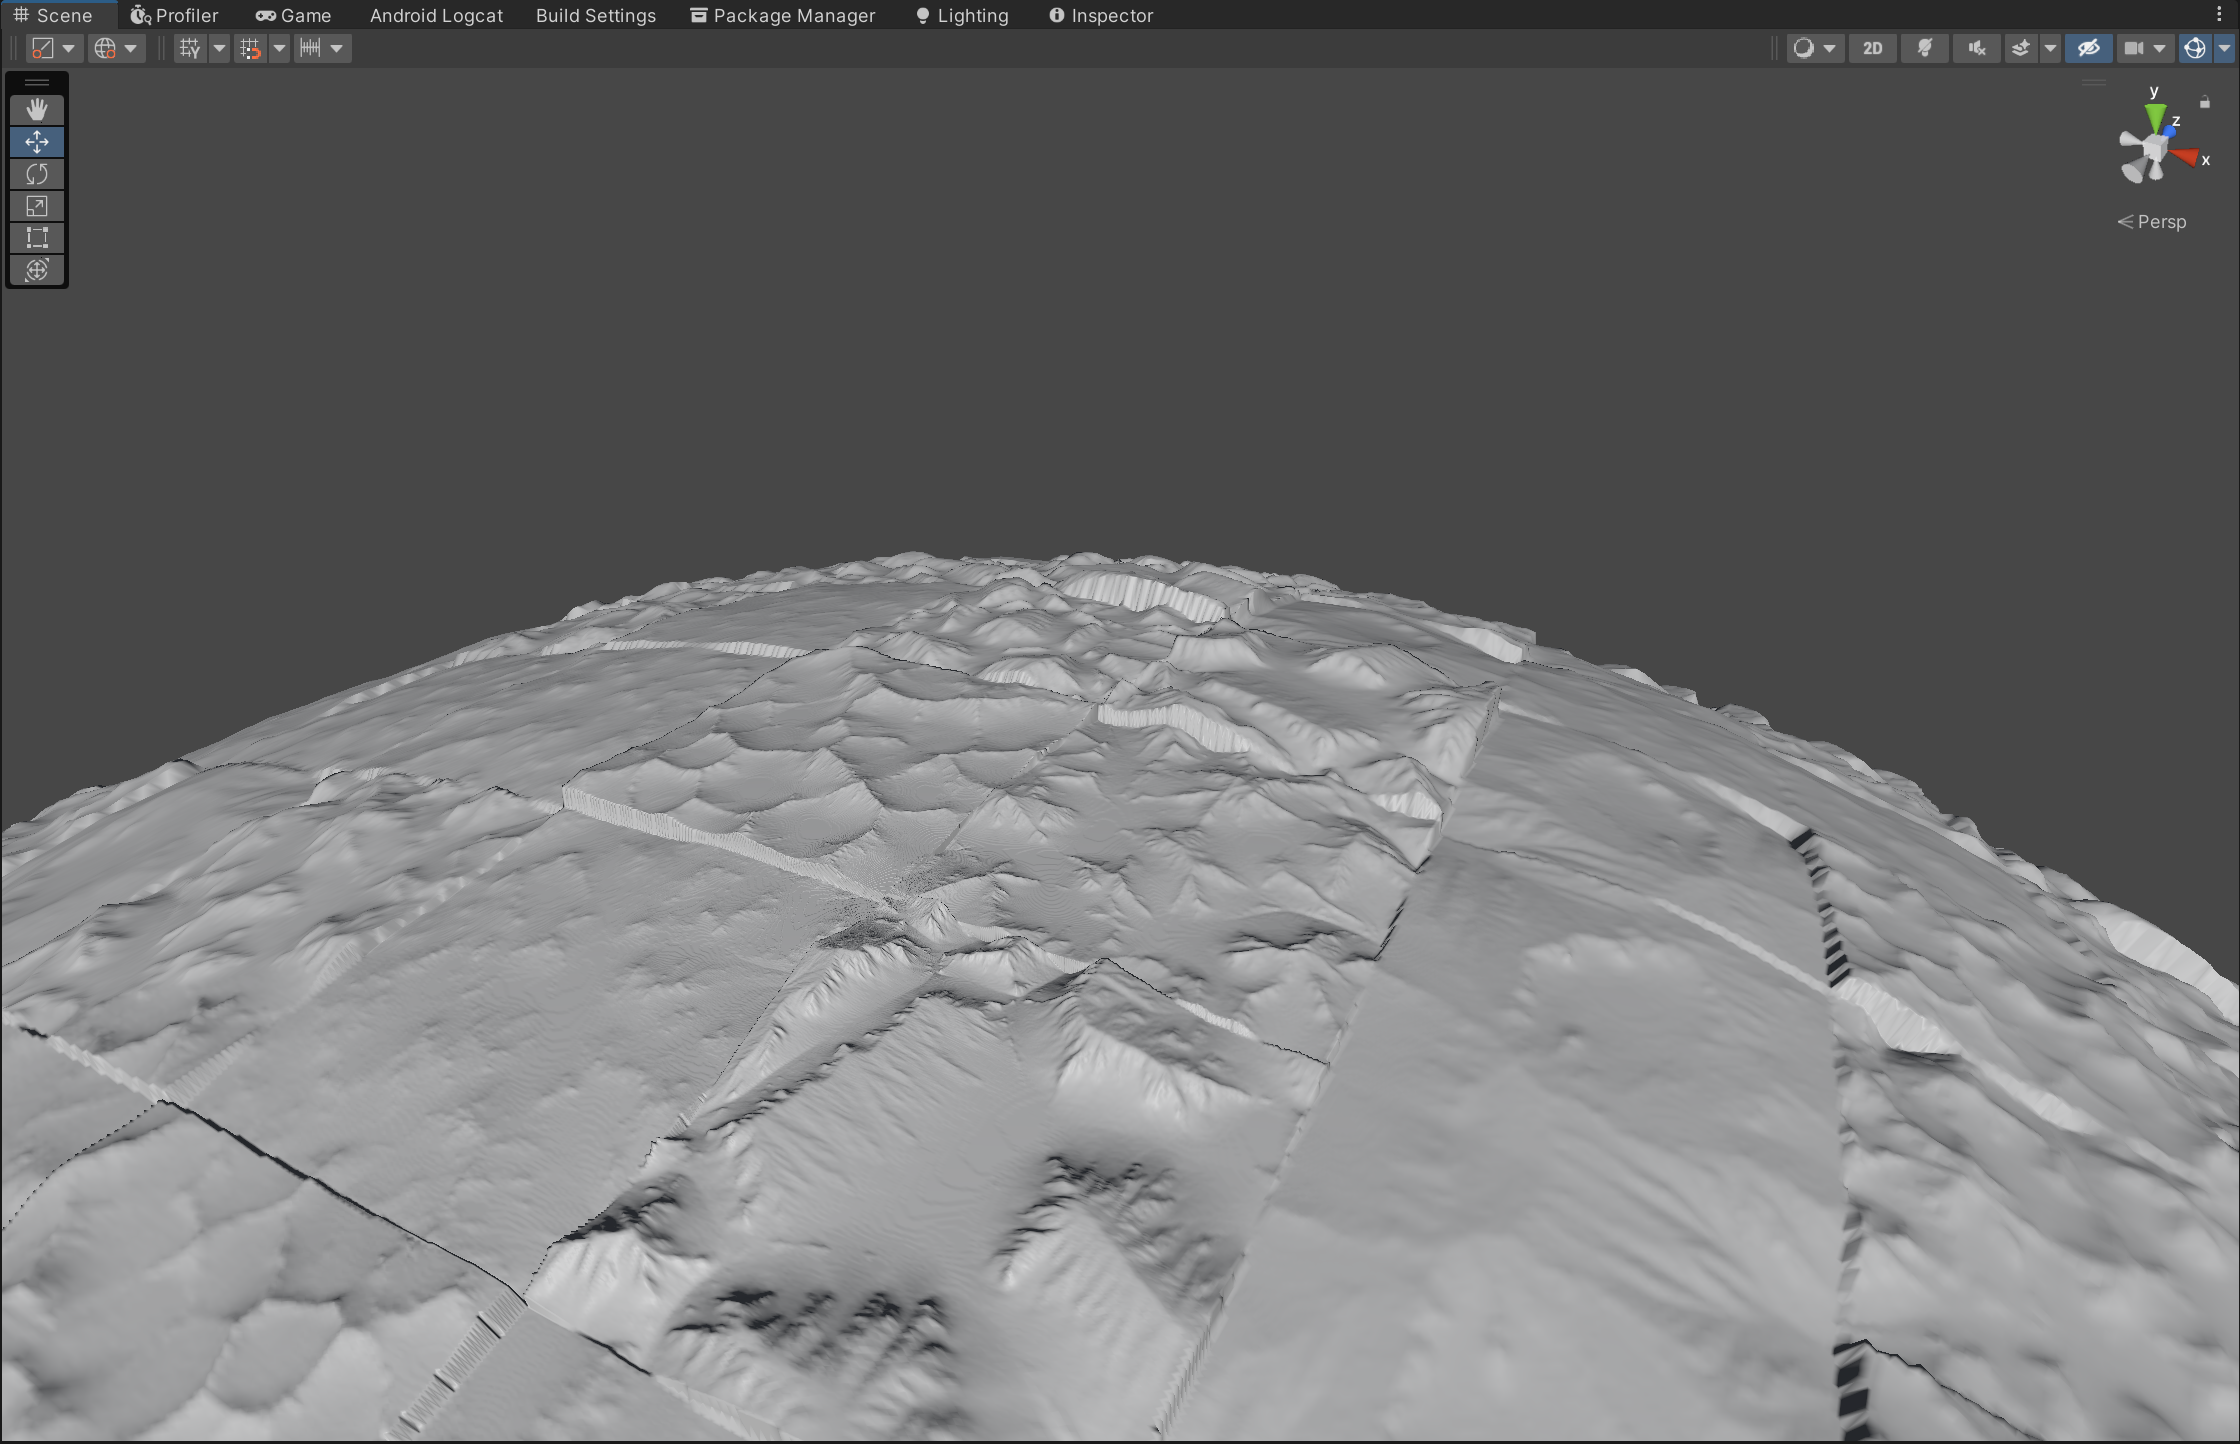 Scene Profiler Game Android Logcat Build Settings Package Manager Lighting Inspector
Y 2D
y
z
x
Persp